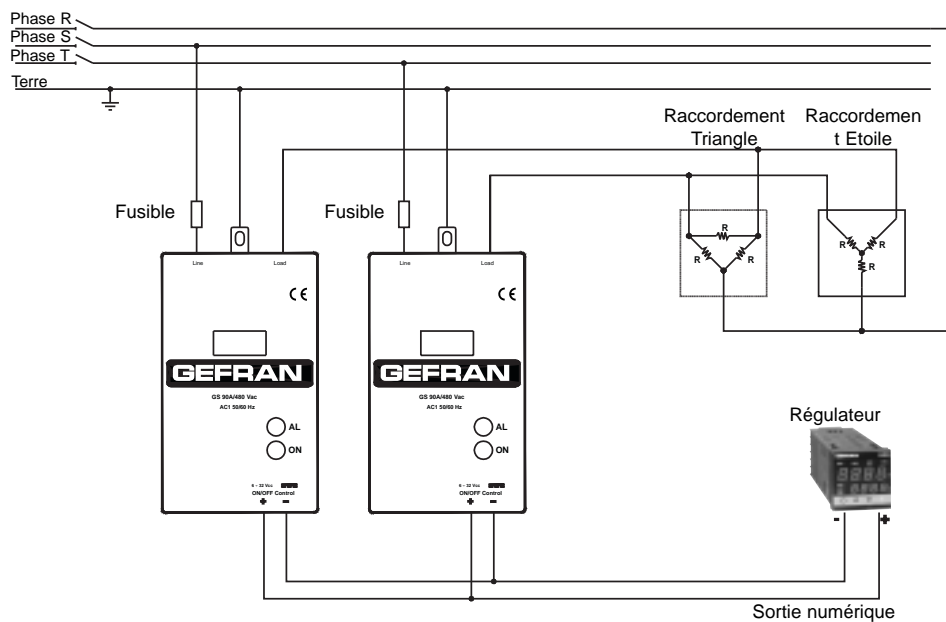 Phase R
Phase S
Phase T
Terre
Raccordement
Triangle
Raccordemen
t Etoile
Fusible
Fusible
R
R
R
R
R
R
Line
Load
Line
Load
CE
CE
GEFRAN
GEFRAN
GS 90A/480 Vac
AC1 50/60 Hz
GS 90A/480 Vac
AC1 50/60 Hz
AL
ON
AL
ON
Régulateur
6 – 32 Vcc
ON/OFF Control
+ –
6 – 32 Vcc
ON/OFF Control
+ –
- +
Sortie numérique